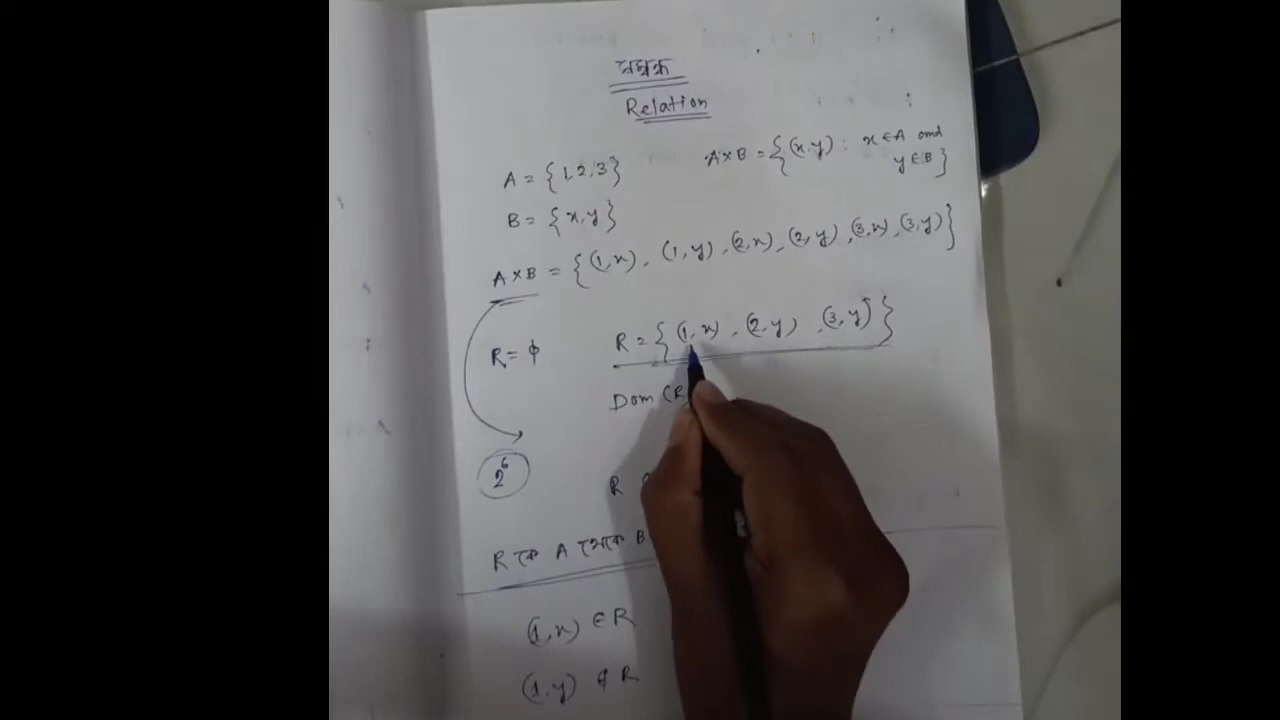 সম্বন্ধ
Relation
A = {1,2,3}
A×B = {(x,y) : x∈A and y∈B}
B = {x,y}
A×B = {(1,x), (1,y), (2,x), (2,y), (3,x), (3,y)}
R = ϕ
R = {(1,x), (2,y), (3,y)}
Dom (R
2⁶
R
R কে A থেকে B
(1,x) ∈ R
(1,y) ∉ R